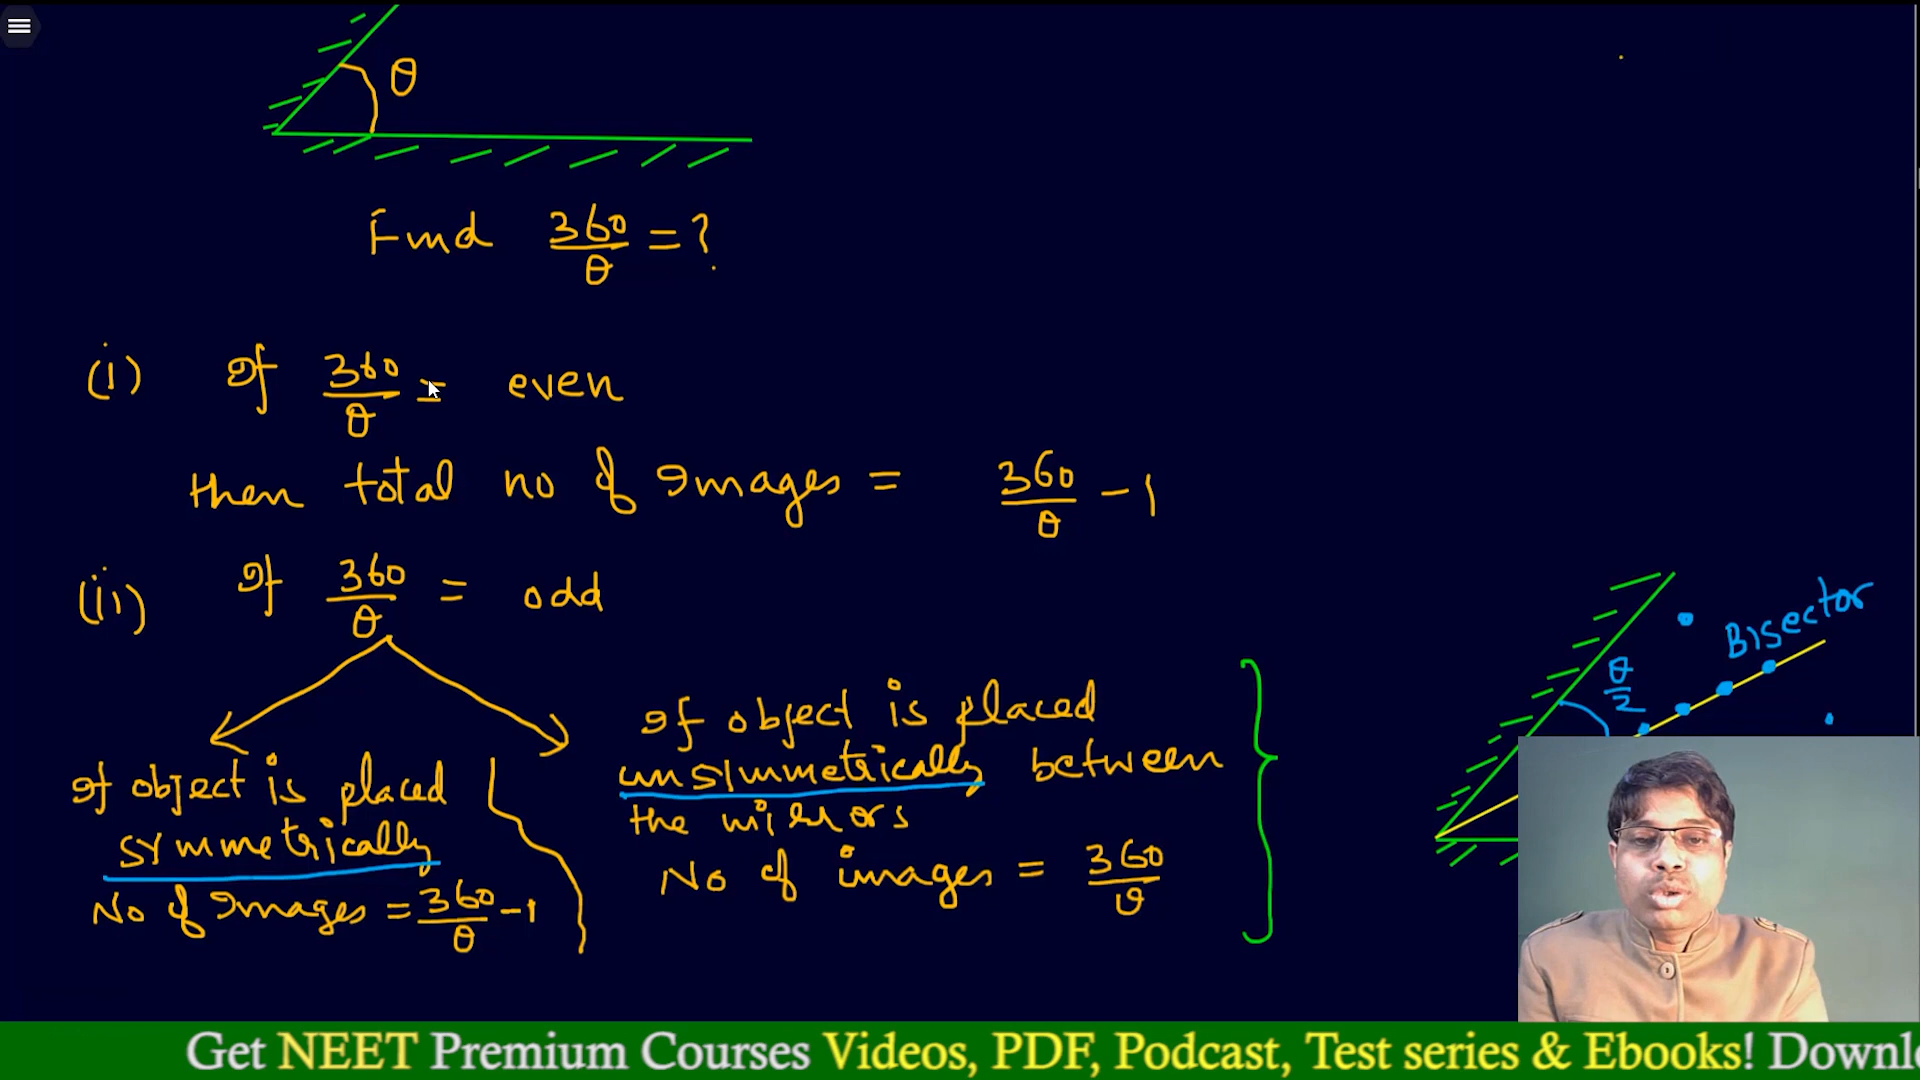 θ
Find 360/θ = ?
(i) If 360/θ = even
then total no of Images = 360/θ - 1
(ii) If 360/θ = odd
If object is placed
symmetrically
No of Images = 360/θ - 1
If object is placed
unsymmetrically between
the mirrors
No of images = 360/θ
Bisector
θ/2
Get NEET Premium Courses Videos, PDF, Podcast, Test series & Ebooks! Downlo